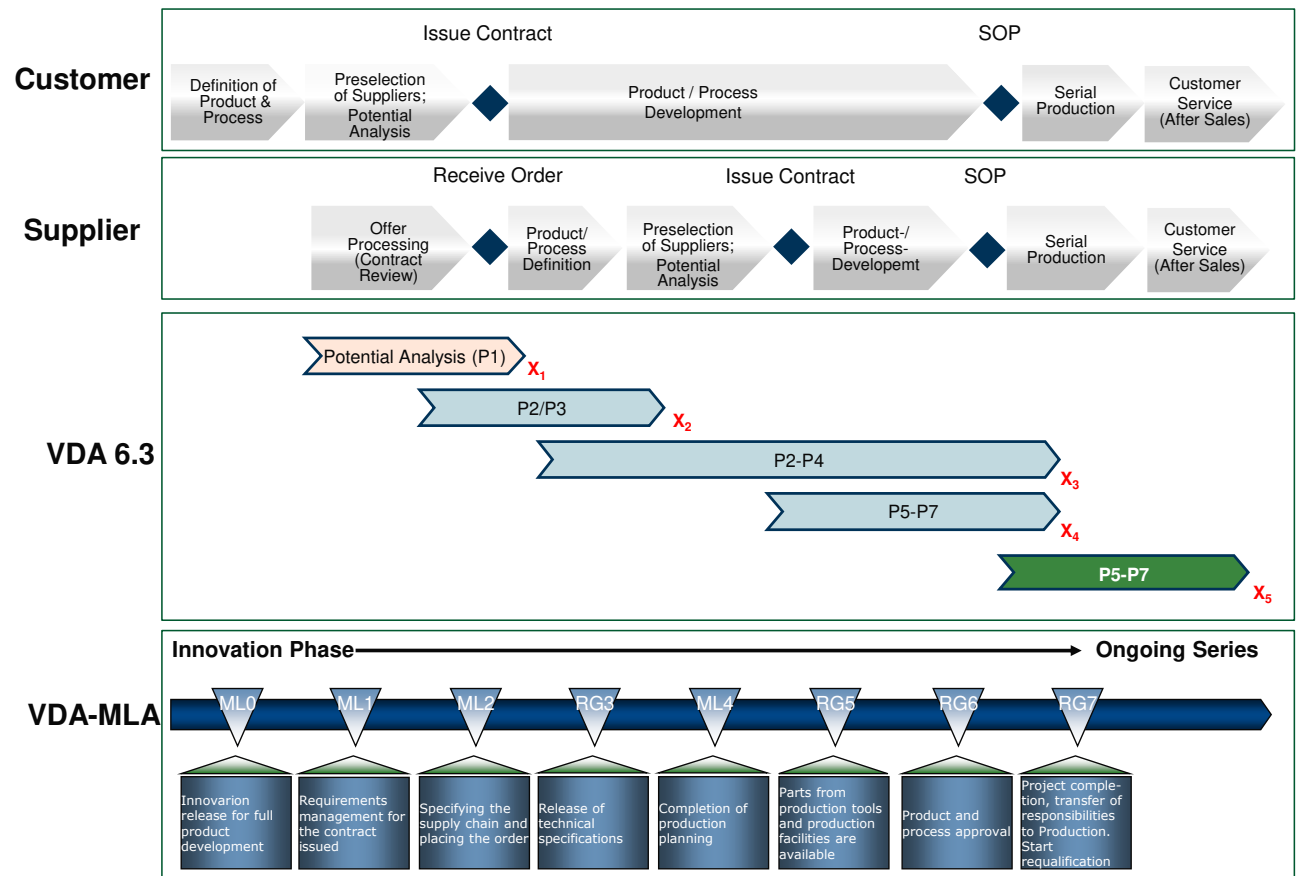 Customer
Issue Contract
SOP
Definition of
Product &
Process
Preselection
of Suppliers;
Potential
Analysis
Product / Process
Development
Serial
Production
Customer
Service
(After Sales)
Supplier
Receive Order
Issue Contract
SOP
Offer
Processing
(Contract
Review)
Product/
Process
Definition
Preselection
of Suppliers;
Potential
Analysis
Product-/
Process-
Developemt
Serial
Production
Customer
Service
(After Sales)
VDA 6.3
Potential Analysis (P1)
X1
P2/P3
X2
P2-P4
X3
P5-P7
X4
P5-P7
X5
VDA-MLA
Innovation Phase
Ongoing Series
ML0
ML1
ML2
RG3
ML4
RG5
RG6
RG7
Innovarion
release for full
product
development
Requirements
management for
the contract
issued
Specifying the
supply chain and
placing the order
Release of
technical
specifications
Completion of
production
planning
Parts from
production tools
and production
facilities are
available
Product and
process approval
Project comple-
tion, transfer of
responsibilities
to Production.
Start
requalification